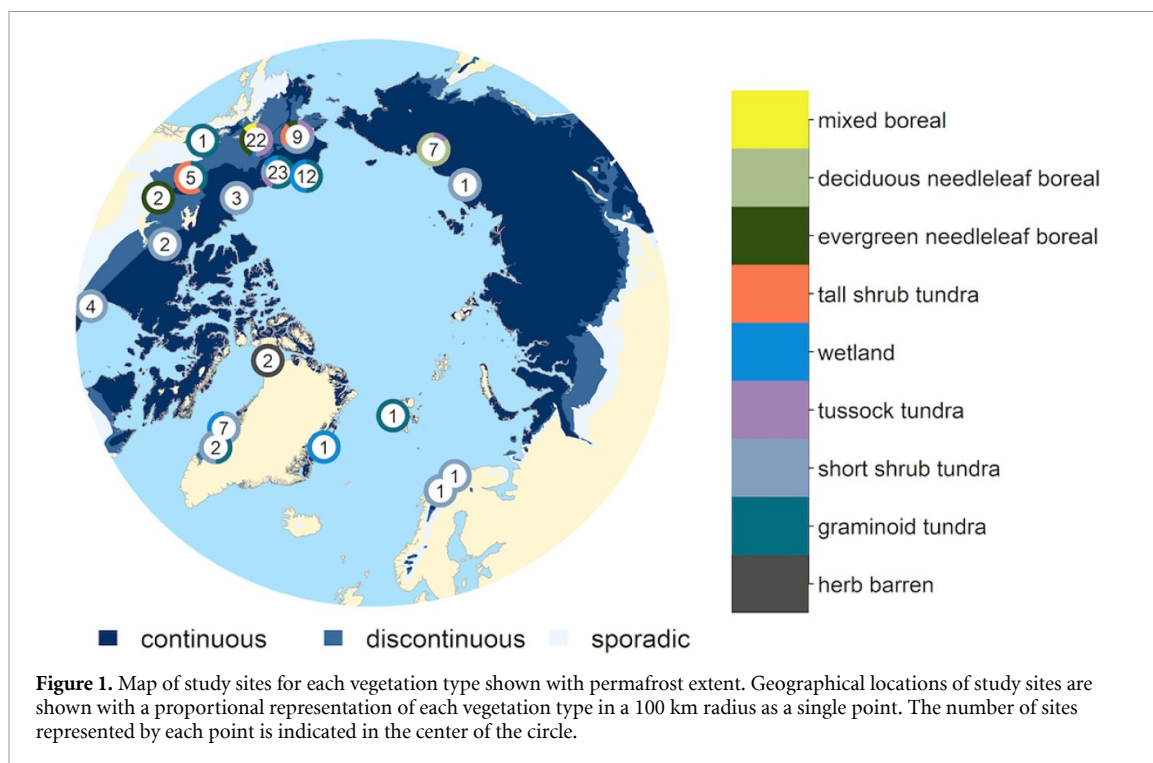 1
22
9
7
5
23
12
1
2
3
2
4
2
1
7
2
1
1
1
mixed boreal
deciduous needleleaf boreal
evergreen needleleaf boreal
tall shrub tundra
wetland
tussock tundra
short shrub tundra
graminoid tundra
herb barren
continuous discontinuous sporadic
Figure 1. Map of study sites for each vegetation type shown with permafrost extent. Geographical locations of study sites are
shown with a proportional representation of each vegetation type in a 100 km radius as a single point. The number of sites
represented by each point is indicated in the center of the circle.